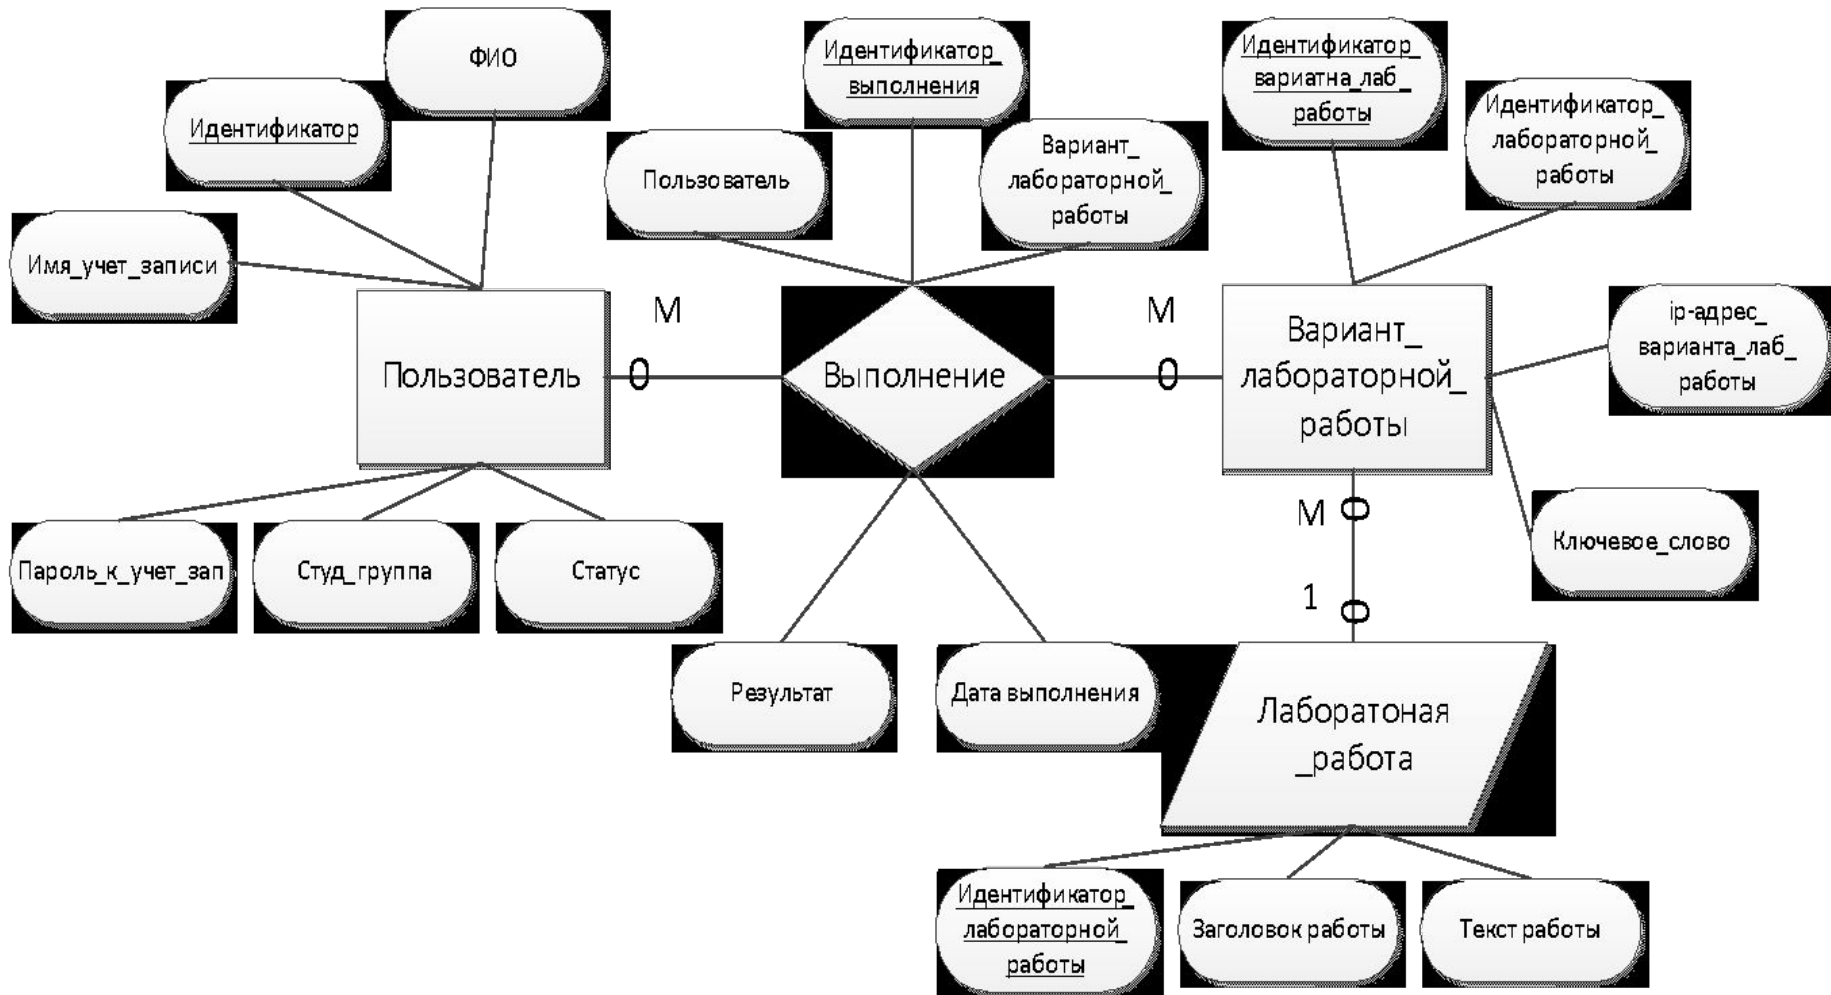 ФИО
Идентификатор_
выполнения
Идентификатор_
вариатна_лаб_
работы
Идентификатор
Идентификатор_
лабораторной_
работы
Пользователь
Вариант_
лабораторной_
работы
Имя_учет_записи
М
М
ip-адрес_
варианта_лаб_
работы
Пользователь
0
Выполнение
0
Вариант_
лабораторной_
работы
М
0
Ключевое_слово
Пароль_к_учет_зап
Студ_группа
Статус
1
0
Результат
Дата выполнения
Лаборатоная
_работа
Идентификатор_
лабораторной_
работы
Заголовок работы
Текст работы